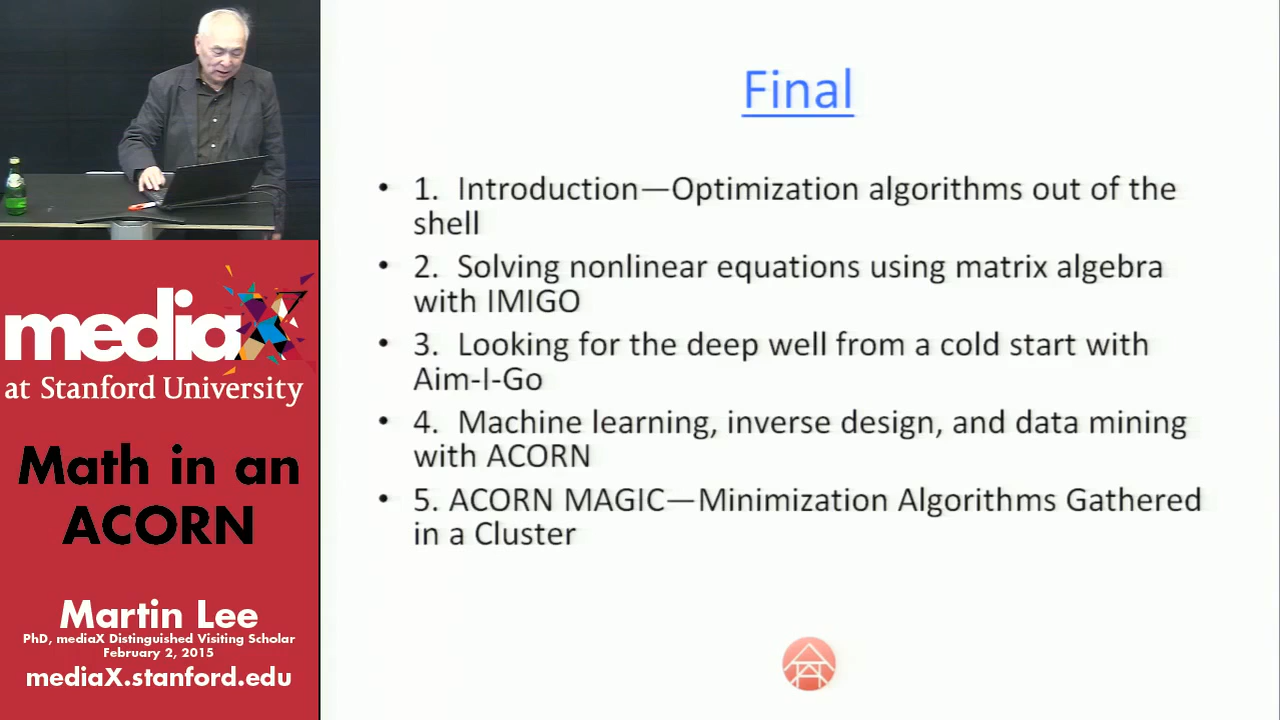 mediaX
at Stanford University
Math in an
ACORN
Martin Lee
PhD, mediaX Distinguished Visiting Scholar
February 2, 2015
mediaX.stanford.edu
Final
• 1. Introduction—Optimization algorithms out of the
shell
• 2. Solving nonlinear equations using matrix algebra
with IMIGO
• 3. Looking for the deep well from a cold start with
Aim-I-Go
• 4. Machine learning, inverse design, and data mining
with ACORN
• 5. ACORN MAGIC—Minimization Algorithms Gathered
in a Cluster